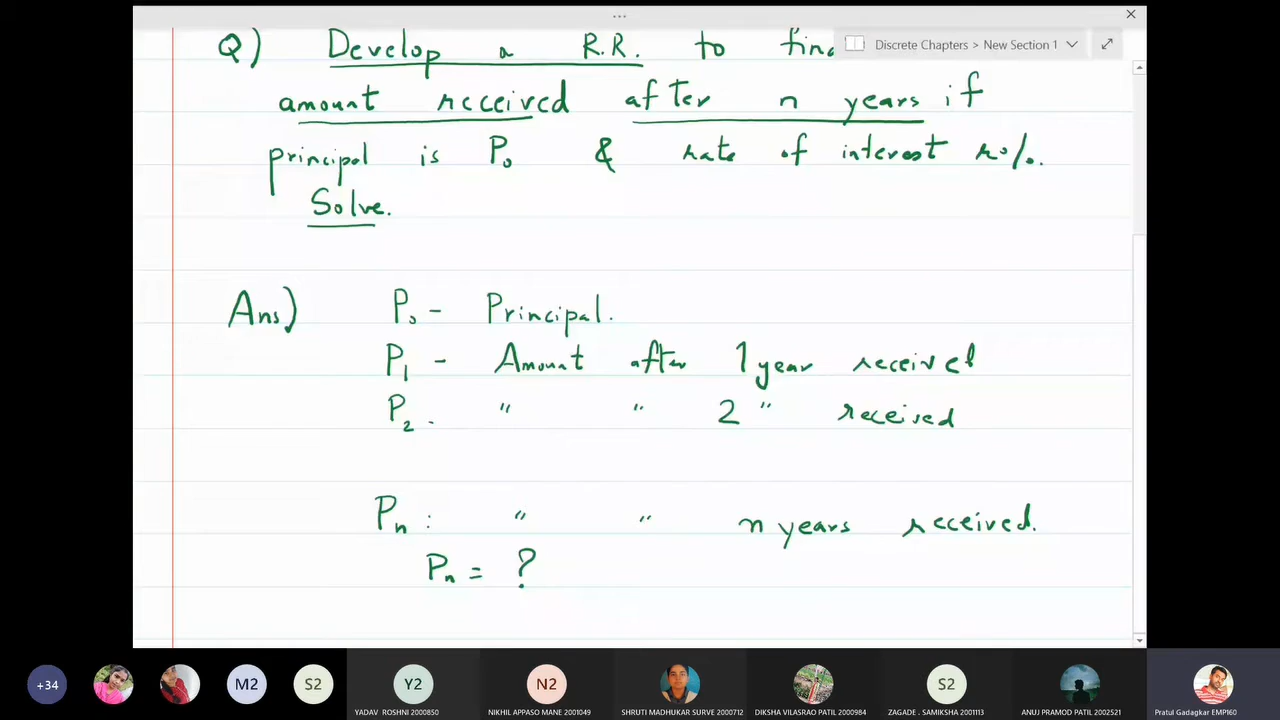 ...
Discrete Chapters > New Section 1
Q) Develop a R.R. to find
amount received after n years if
principal is P₀ & rate of interest r%.
Solve.
Ans) P₀ - Principal.
P₁ - Amount after 1 year received
P₂. " " 2 " received
Pₙ : " " n years received.
Pₙ = ?
+34
M2
S2
Y2
N2
S2
YADAV ROSHNI 2000850
NIKHIL APPASO MANE 2001049
SHRUTI MADHUKAR SURVE 2000712
DIKSHA VILASRAO PATIL 2000984
ZAGADE . SAMIKSHA 2001113
ANUJ PRAMOD PATIL 2002521
Pratul Gadagkar EMP160